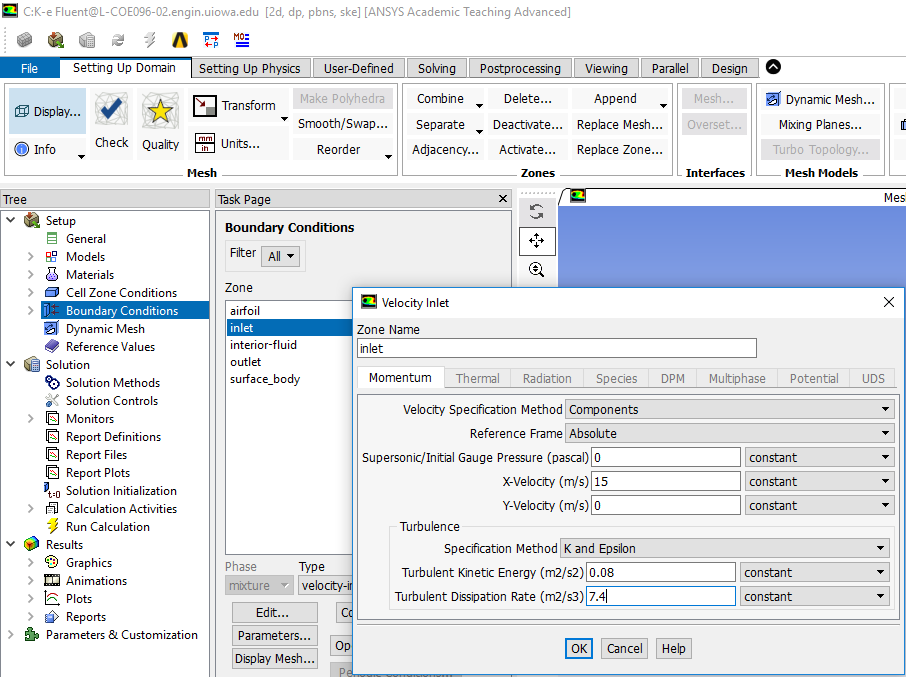 C:K-e Fluent@L-COE096-02.engin.uiowa.edu [2d, dp, pbns, ske] [ANSYS Academic Teaching Advanced]
File Setting Up Domain Setting Up Physics User-Defined Solving Postprocessing Viewing Parallel Design
Display...
Info
Check
Quality
Transform
Units...
Make Polyhedra
Smooth/Swap...
Reorder
Mesh
Combine Delete... Append
Separate Deactivate... Replace Mesh...
Adjacency... Activate... Replace Zone...
Zones
Mesh...
Overset...
Interfaces
Dynamic Mesh...
Mixing Planes...
Turbo Topology...
Mesh Models
Tree
Setup
General
Models
Materials
Cell Zone Conditions
Boundary Conditions
Dynamic Mesh
Reference Values
Solution
Solution Methods
Solution Controls
Monitors
Report Definitions
Report Files
Report Plots
Solution Initialization
Calculation Activities
Run Calculation
Results
Graphics
Animations
Plots
Reports
Parameters & Customization
Task Page
Boundary Conditions
Filter All
Zone
airfoil
inlet
interior-fluid
outlet
surface_body
Phase Type
mixture velocity-in
Edit... Co
Parameters... Op
Display Mesh...
Mes
Velocity Inlet
Zone Name
inlet
Momentum Thermal Radiation Species DPM Multiphase Potential UDS
Velocity Specification Method Components
Reference Frame Absolute
Supersonic/Initial Gauge Pressure (pascal) 0 constant
X-Velocity (m/s) 15 constant
Y-Velocity (m/s) 0 constant
Turbulence
Specification Method K and Epsilon
Turbulent Kinetic Energy (m2/s2) 0.08 constant
Turbulent Dissipation Rate (m2/s3) 7.4 constant
OK Cancel Help